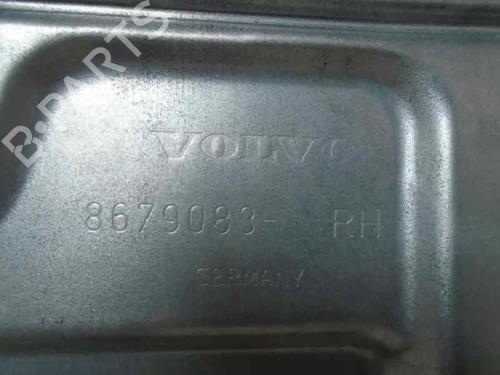 B-PARTS
VOLVO
8679083- RH
GERMANY